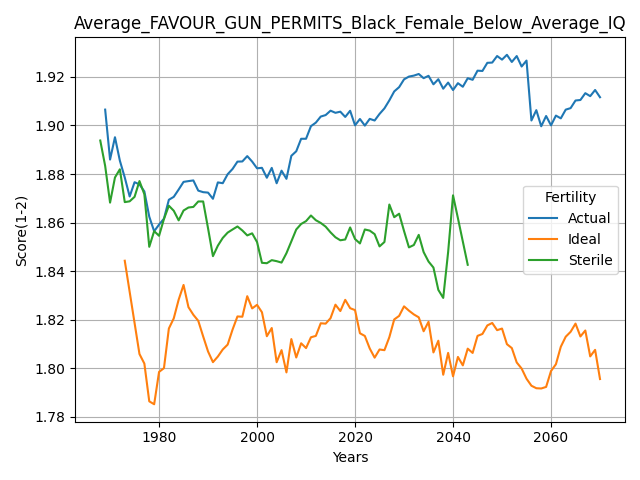 Average_FAVOUR_GUN_PERMITS_Black_Female_Below_Average_IQ
Score(1-2)
1.92
1.90
1.88
1.86
1.84
1.82
1.80
1.78
Fertility
Actual
Ideal
Sterile
1980
2000
2020
2040
2060
Years